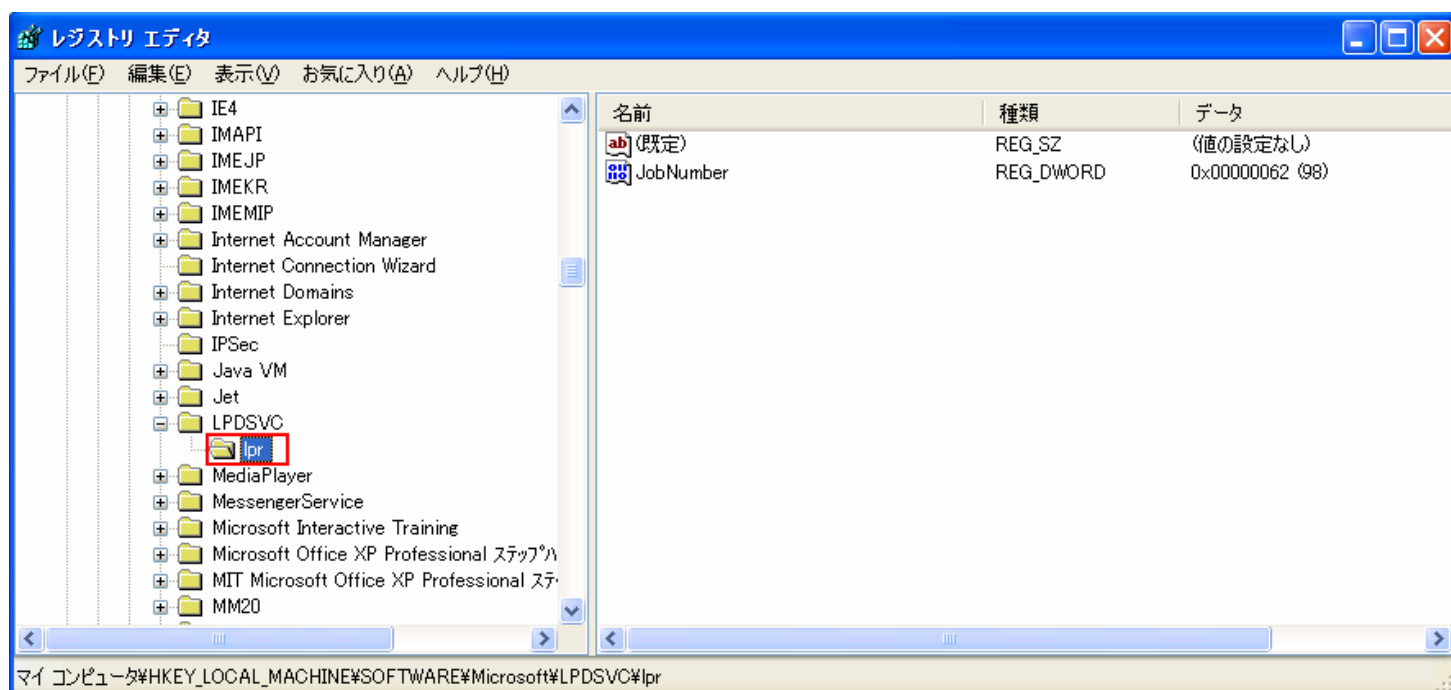 レジストリ エディタ
ファイル(F) 編集(E) 表示(V) お気に入り(A) ヘルプ(H)
IE4
IMAPI
IMEJP
IMEKR
IMEMIP
Internet Account Manager
Internet Connection Wizard
Internet Domains
Internet Explorer
IPSec
Java VM
Jet
LPDSVC
lpr
MediaPlayer
MessengerService
Microsoft Interactive Training
Microsoft Office XP Professional ステップハ
MIT Microsoft Office XP Professional ステ
MM20
名前 種類 データ
(既定) REG_SZ (値の設定なし)
JobNumber REG_DWORD 0x00000062 (98)
マイ コンピュータ¥HKEY_LOCAL_MACHINE¥SOFTWARE¥Microsoft¥LPDSVC¥lpr